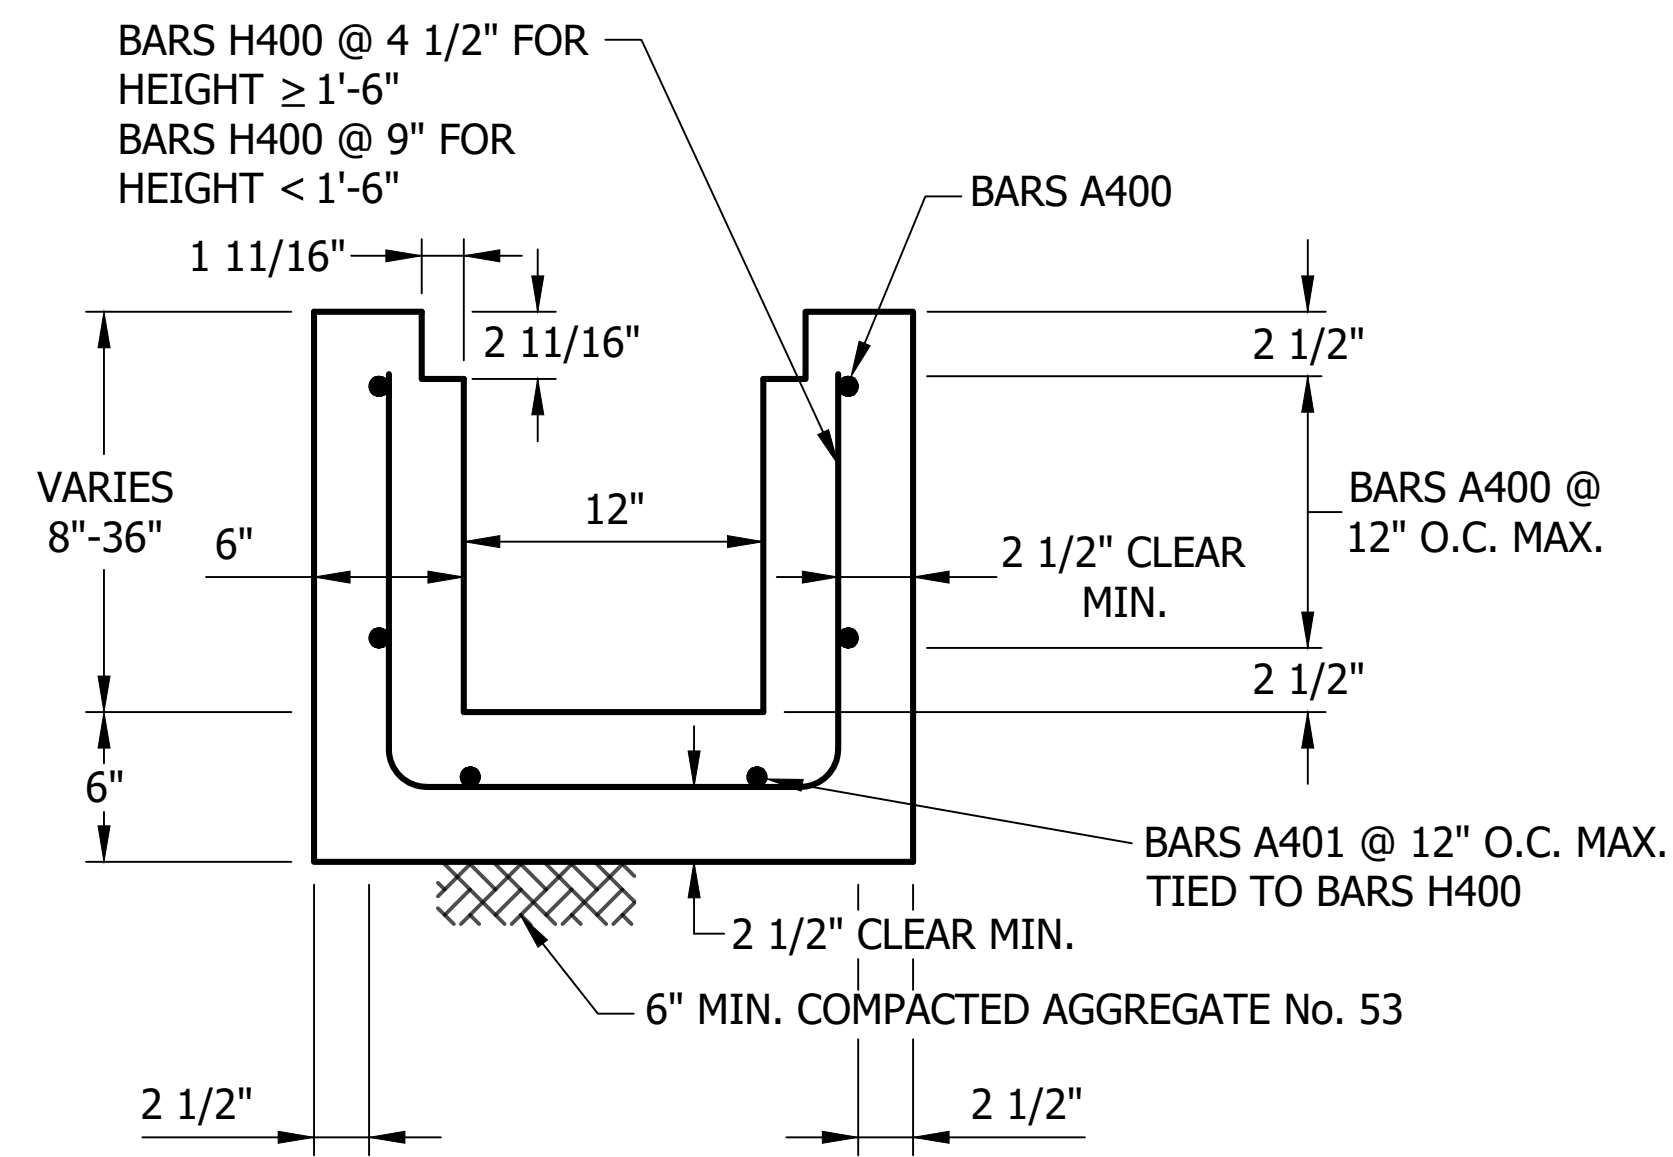 BARS H400 @ 4 1/2" FOR
HEIGHT ≥ 1'-6"
BARS H400 @ 9" FOR
HEIGHT < 1'-6"
BARS A400
1 11/16"
2 11/16"
2 1/2"
VARIES
8"-36"
6"
12"
2 1/2" CLEAR
MIN.
BARS A400 @
12" O.C. MAX.
2 1/2"
6"
BARS A401 @ 12" O.C. MAX.
TIED TO BARS H400
2 1/2" CLEAR MIN.
6" MIN. COMPACTED AGGREGATE No. 53
2 1/2"
2 1/2"